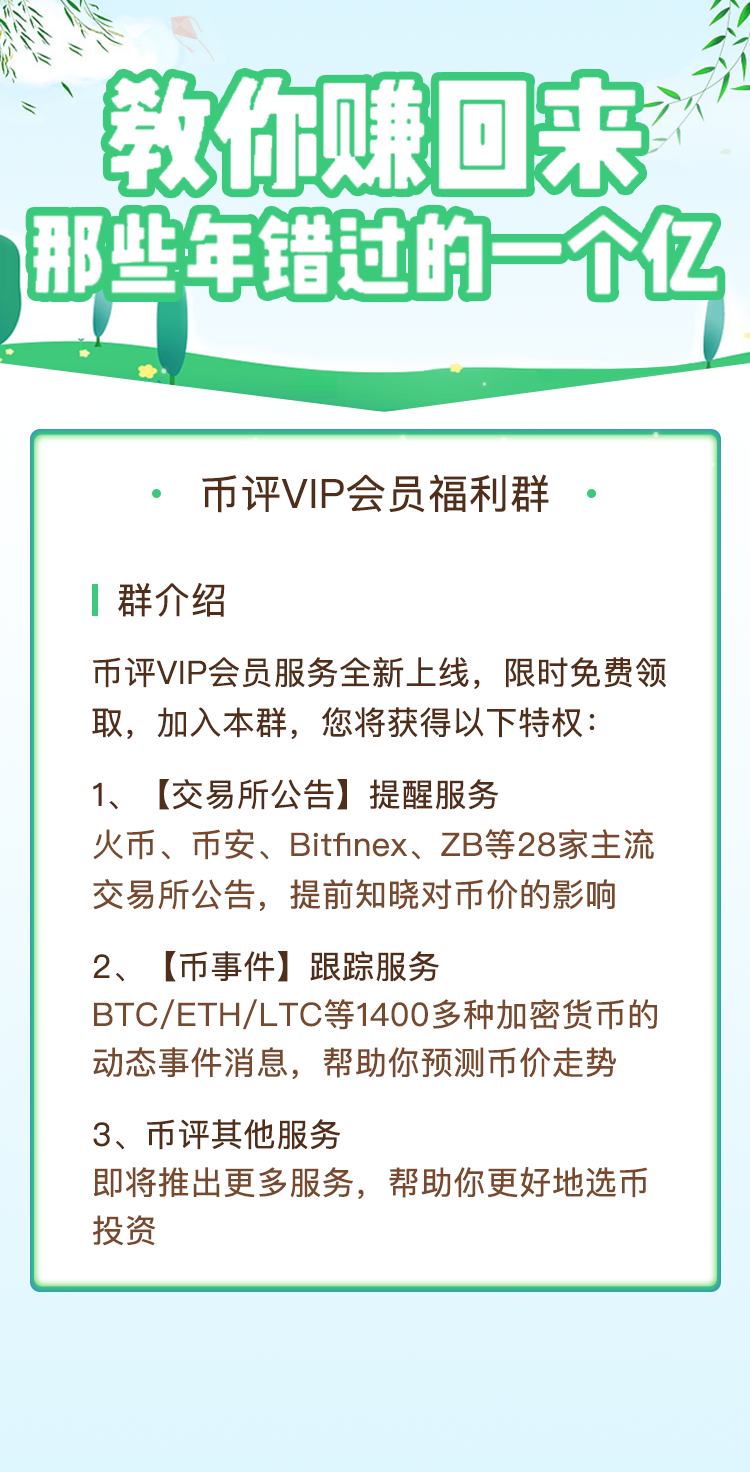 教你赚回来
那些年错过的一个亿
· 币评VIP会员福利群 ·
群介绍
币评VIP会员服务全新上线，限时免费领
取，加入本群，您将获得以下特权：
1、【交易所公告】提醒服务
火币、币安、Bitfinex、ZB等28家主流
交易所公告，提前知晓对币价的影响
2、【币事件】跟踪服务
BTC/ETH/LTC等1400多种加密货币的
动态事件消息，帮助你预测币价走势
3、币评其他服务
即将推出更多服务，帮助你更好地选币
投资